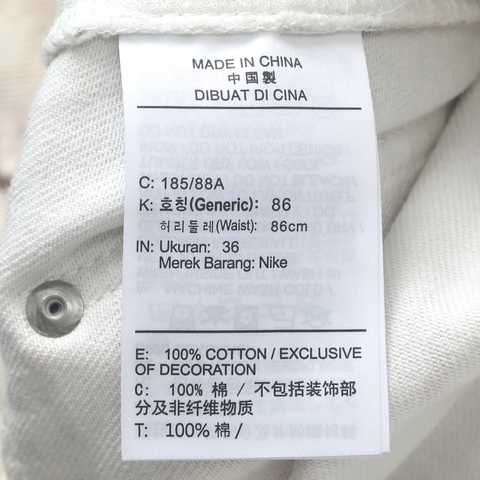 MADE IN CHINA
中国製
DIBUAT DI CINA
C: 185/88A
K: 호칭(Generic): 86
허리둘레(Waist): 86cm
IN: Ukuran: 36
Merek Barang: Nike
E: 100% COTTON / EXCLUSIVE
OF DECORATION
C: 100% 棉 / 不包括装饰部
分及非纤维物质
T: 100% 棉 /